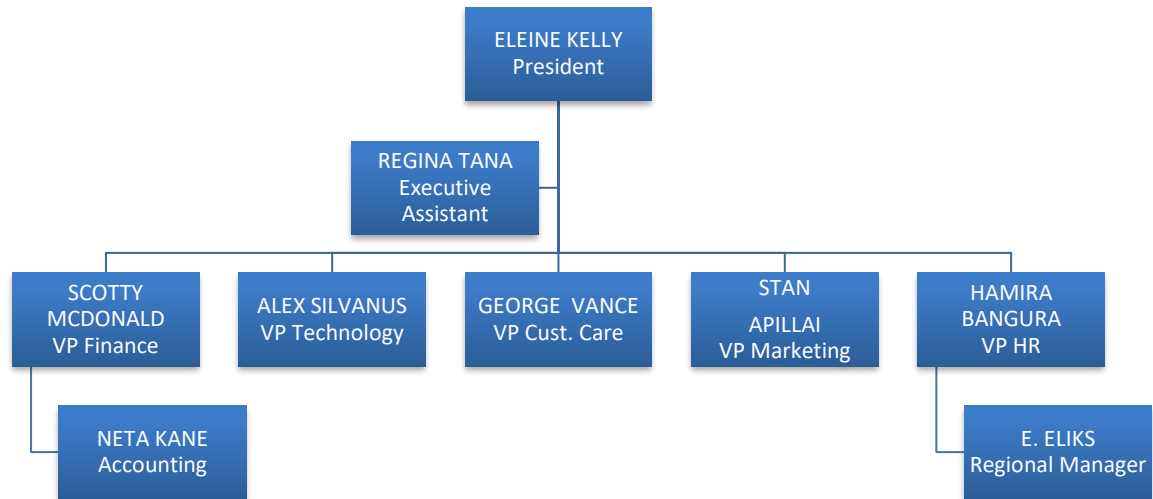 ELEINE KELLY
President
REGINA TANA
Executive
Assistant
SCOTTY
MCDONALD
VP Finance
ALEX SILVANUS
VP Technology
GEORGE  VANCE
VP Cust. Care
STAN
APILLAI
VP Marketing
HAMIRA
BANGURA
VP HR
NETA KANE
Accounting
E. ELIKS
Regional Manager